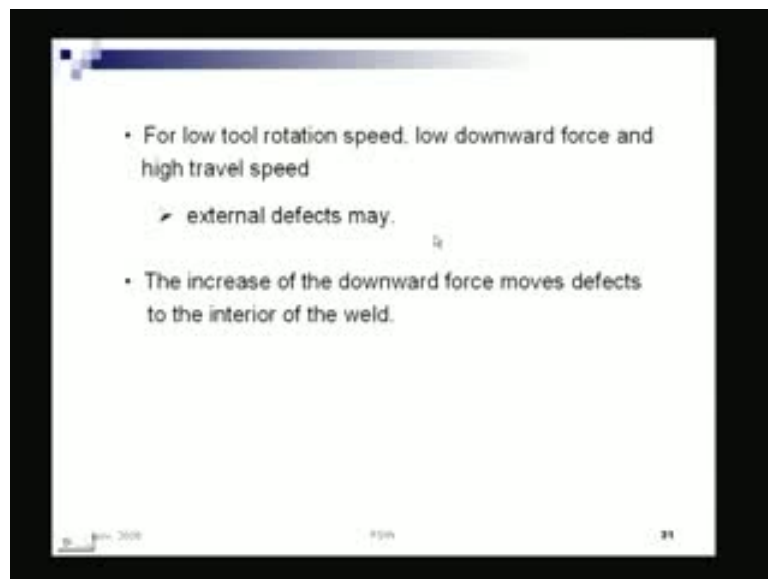 • For low tool rotation speed, low downward force and
high travel speed
➤ external defects may.
• The increase of the downward force moves defects
to the interior of the weld.
FSW
31